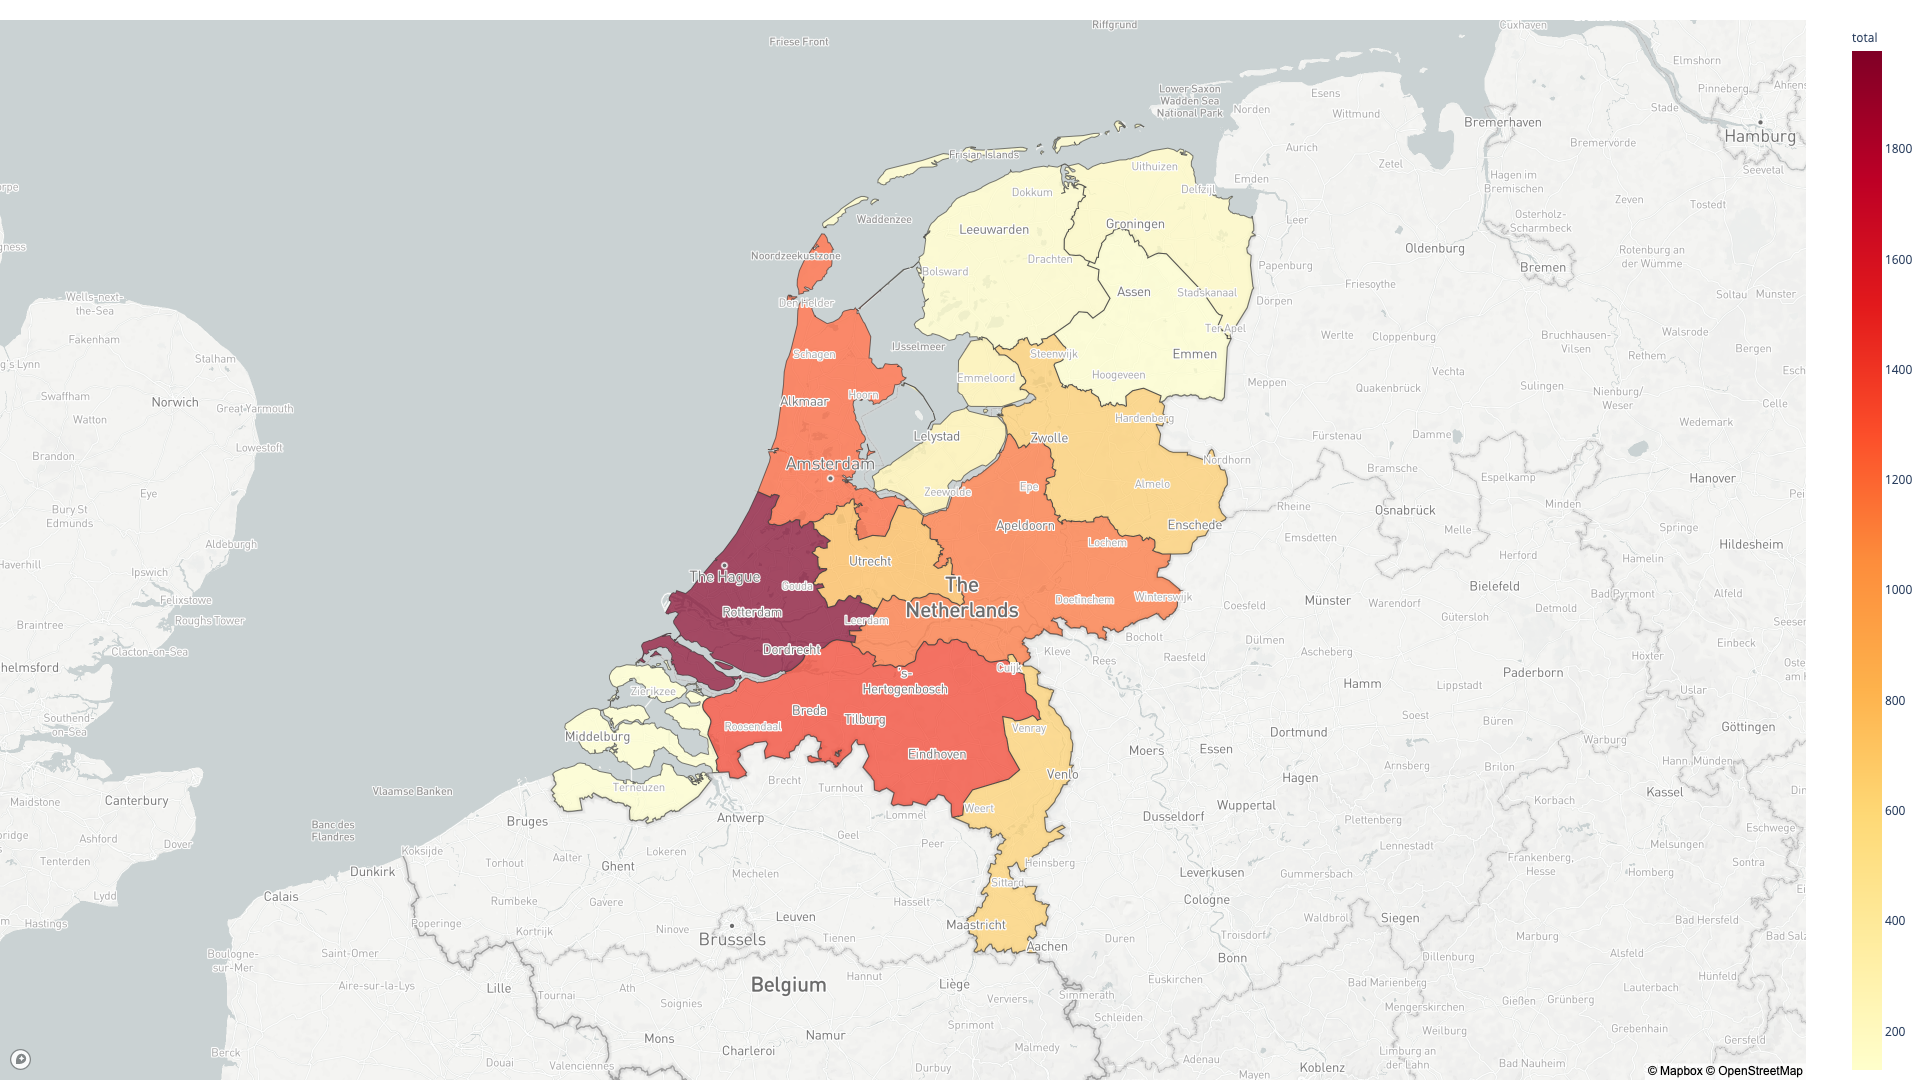 Riffgrund
Cuxhaven
total
Friese Front
Elmshorn
Lower Saxon
Wadden Sea
National Park
Pinneberg
Ahrens
Esens
Norden
Wittmund
Stade
Bremerhaven
Hamburg
1800
Aurich
Bremervörde
Frisian Islands
Uithuizen
Zetel
Seevetal
Emden
Hagen im
Bremischen
Delfzijl
Dokkum
Zeven
Tostedt
Waddenzee
Leer
Osterholz-
Scharmbeck
Groningen
Leeuwarden
Oldenburg
Rotenburg an
der Wümme
Noordzeekustzone
Drachten
1600
Papenburg
Bremen
Bolsward
Friesoythe
Assen
Stadskanaal
Dörpen
Soltau
Munster
Wells-next-
the-Sea
Den Helder
Ter Apel
Werlte
Cloppenburg
Bruchhausen-
Vilsen
Walsrode
Fakenham
IJsselmeer
Bergen
Stalham
Schagen
Steenwijk
Emmen
Rethem
1400
g's Lynn
Emmeloord
Hoogeveen
Meppen
Vechta
Esch
Quakenbrück
Sulingen
Nienburg/
Weser
Swaffham
Norwich
Great Yarmouth
Alkmaar
Hoorn
Celle
Watton
Hardenberg
Wedemark
Lowestoft
Lelystad
Zwolle
Fürstenau
Damme
Brandon
Amsterdam
Nordhorn
Bramsche
Espelkamp
Hanover
1200
Eye
Zeewolde
Epe
Almelo
Minden
Pei
Bury St
Edmunds
Rheine
Osnabrück
Apeldoorn
Enschede
Melle
Springe
Aldeburgh
Lochem
Emsdetten
Hildesheim
Haverhill
Utrecht
Herford
Hamelin
Ipswich
The Hague
Gouda
The
Netherlands
Bielefeld
1000
Felixstowe
Doetinchem
Winterswijk
Münster
Warendorf
Bad Pyrmont
Alfeld
Coesfeld
Detmold
Rotterdam
Leerdam
Gütersloh
Braintree
Roughs Tower
Seesen
Bocholt
Dülmen
Einbeck
Clacton-on-Sea
Dordrecht
Kleve
Rees
Raesfeld
Ascheberg
Höxter
Oste
am H
helmsford
Cuijk
Paderborn
's-
Hertogenbosch
Zierikzee
Hamm
Lippstadt
Uslar
800
Breda
Tilburg
Soest
Büren
Southend-
on-Sea
Roosendaal
Venray
Göttingen
Middelburg
Dortmund
Warburg
Eindhoven
Moers
Essen
Arnsberg
Brilon
Hann. Münden
Venlo
Hagen
Brecht
Turnhout
Terneuzen
Vlaamse Banken
Kassel
Maidstone
Canterbury
Weert
Wuppertal
Korbach
600
Bruges
Antwerp
Lommel
Dusseldorf
Plettenberg
Eschwege
Banc des
Flandres
Ashford
Dover
Geel
Peer
Lennestadt
Melsungen
Koksijde
Tenterden
Torhout
Aalter
Lokeren
Heinsberg
Frankenberg,
Hesse
Sontra
Dunkirk
Ghent
Mechelen
Leverkusen
Gummersbach
Homberg
Sittard
Lydd
Calais
Rumbeke
Gavere
Hasselt
Cologne
Hastings
Poperinge
Leuven
Maastricht
Waldbröl
Siegen
Bad Hersfeld
400
Kortrijk
Ninove
Brussels
Tienen
Aachen
Duren
Troisdorf
Marburg
Bad Salz
Boulogne-
sur-Mer
Saint-Omer
Bonn
Dillenburg
Alsfeld
Aire-sur-la-Lys
Lille
Ath
Belgium
Hannut
Liège
Euskirchen
Bad Marienberg
Hünfeld
Tournai
Soignies
Verviers
Simmerath
Gießen
Grünberg
Lauterbach
Mengerskirchen
Sprimont
Schleiden
Weilburg
Grebenhain
200
Mons
Namur
Gersfeld
Berck
Charleroi
Malmedy
Limburg an
der Lahn
Douai
Valenciennes
Durbuy
Adenau
Koblenz
Bad Nauheim
Mayen
© Mapbox © OpenStreetMap